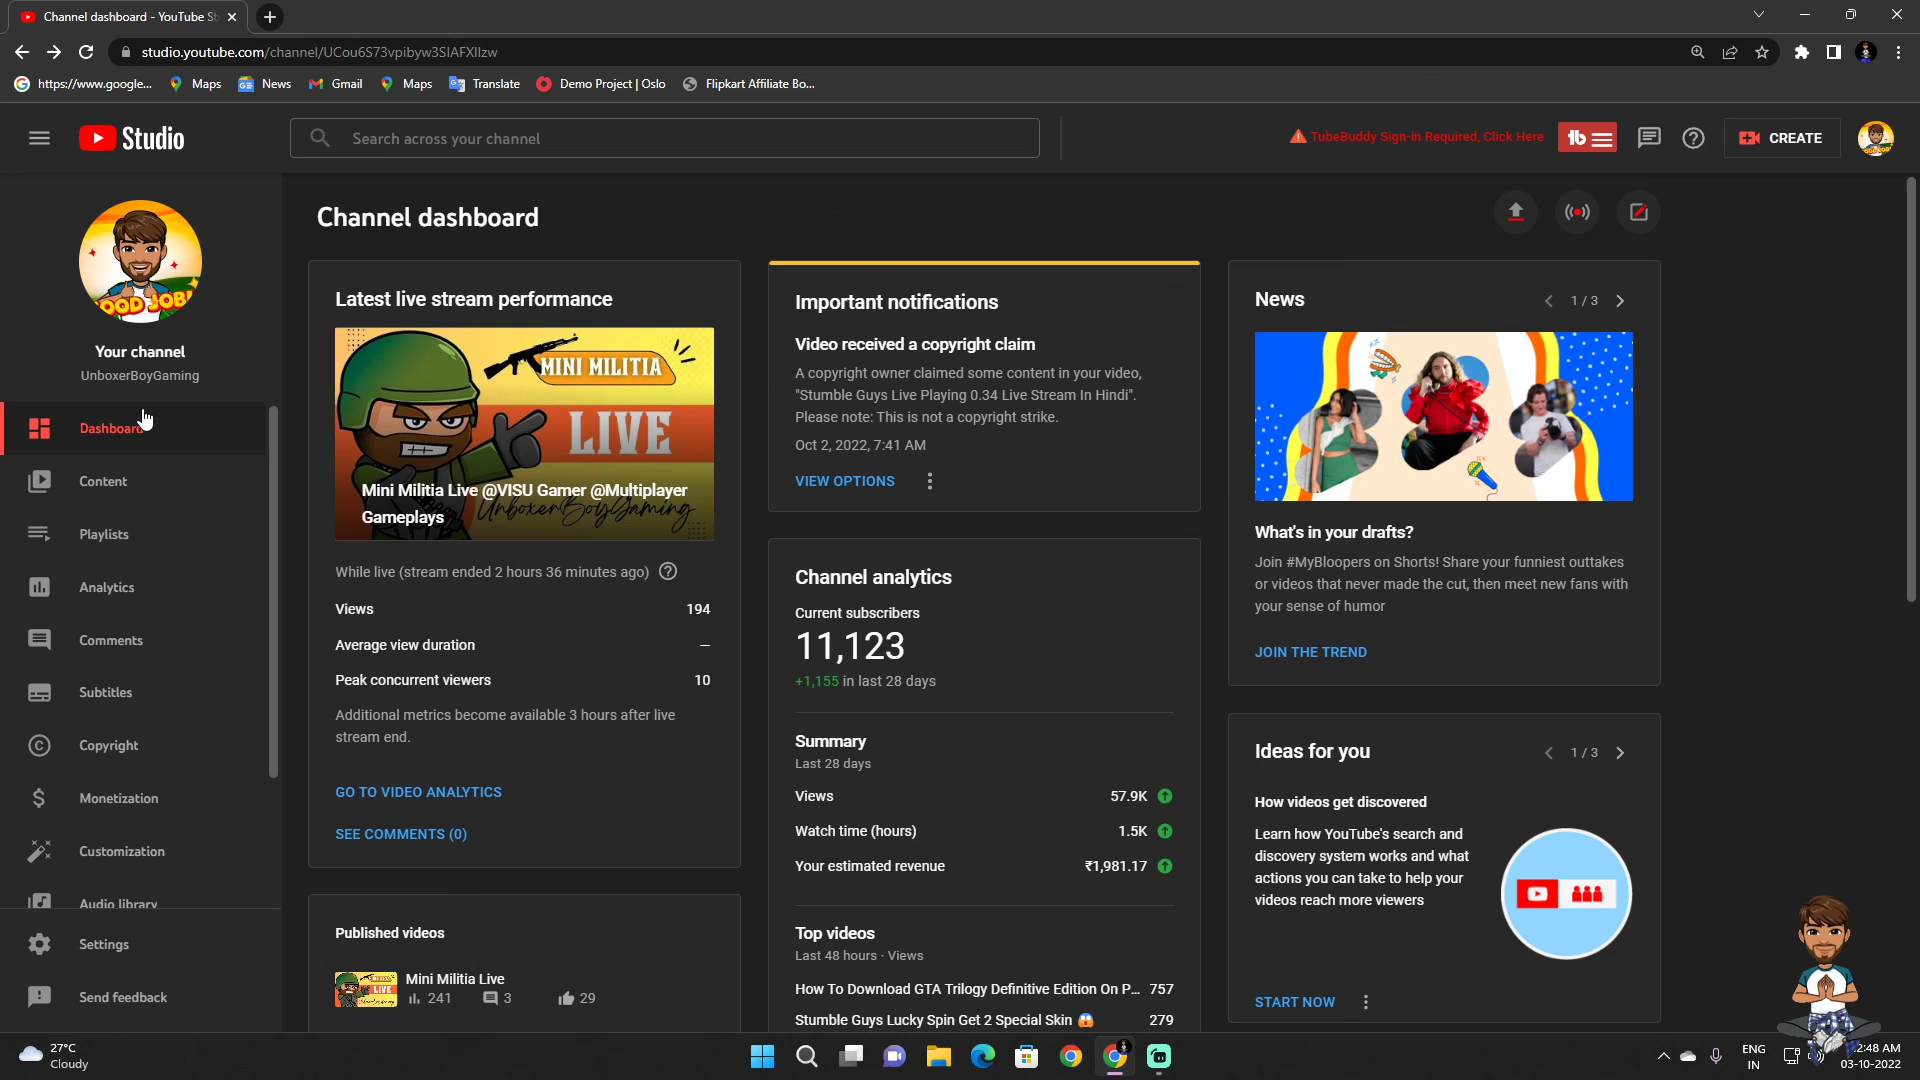 Channel dashboard - YouTube St
studio.youtube.com/channel/UCou6S73vpibyw3SIAFXIlzw
https://www.google...
Maps
News
Gmail
Maps
Translate
Demo Project | Oslo
Flipkart Affiliate Bo...
Studio
Search across your channel
TubeBuddy Sign-in Required, Click Here
tb
CREATE
Channel dashboard
OOD JOB!
Your channel
UnboxerBoyGaming
Dashboard
Content
Playlists
Analytics
Comments
Subtitles
Copyright
Monetization
Customization
Audio library
Settings
Send feedback
Latest live stream performance
MINI MILITIA
LIVE
Mini Militia Live @VISU Gamer @Multiplayer
Gameplays
UnboxerBoyGaming
While live (stream ended 2 hours 36 minutes ago)
Views 194
Average view duration –
Peak concurrent viewers 10
Additional metrics become available 3 hours after live
stream end.
GO TO VIDEO ANALYTICS
SEE COMMENTS (0)
Published videos
Mini Militia Live
241 3 29
Important notifications
Video received a copyright claim
A copyright owner claimed some content in your video,
"Stumble Guys Live Playing 0.34 Live Stream In Hindi".
Please note: This is not a copyright strike.
Oct 2, 2022, 7:41 AM
VIEW OPTIONS
Channel analytics
Current subscribers
11,123
+1,155 in last 28 days
Summary
Last 28 days
Views 57.9K
Watch time (hours) 1.5K
Your estimated revenue ₹1,981.17
Top videos
Last 48 hours · Views
How To Download GTA Trilogy Definitive Edition On P... 757
Stumble Guys Lucky Spin Get 2 Special Skin 😱 279
News 1 / 3
What's in your drafts?
Join #MyBloopers on Shorts! Share your funniest outtakes
or videos that never made the cut, then meet new fans with
your sense of humor
JOIN THE TREND
Ideas for you 1 / 3
How videos get discovered
Learn how YouTube's search and
discovery system works and what
actions you can take to help your
videos reach more viewers
START NOW
27°C
Cloudy
ENG
IN
2:48 AM
03-10-2022